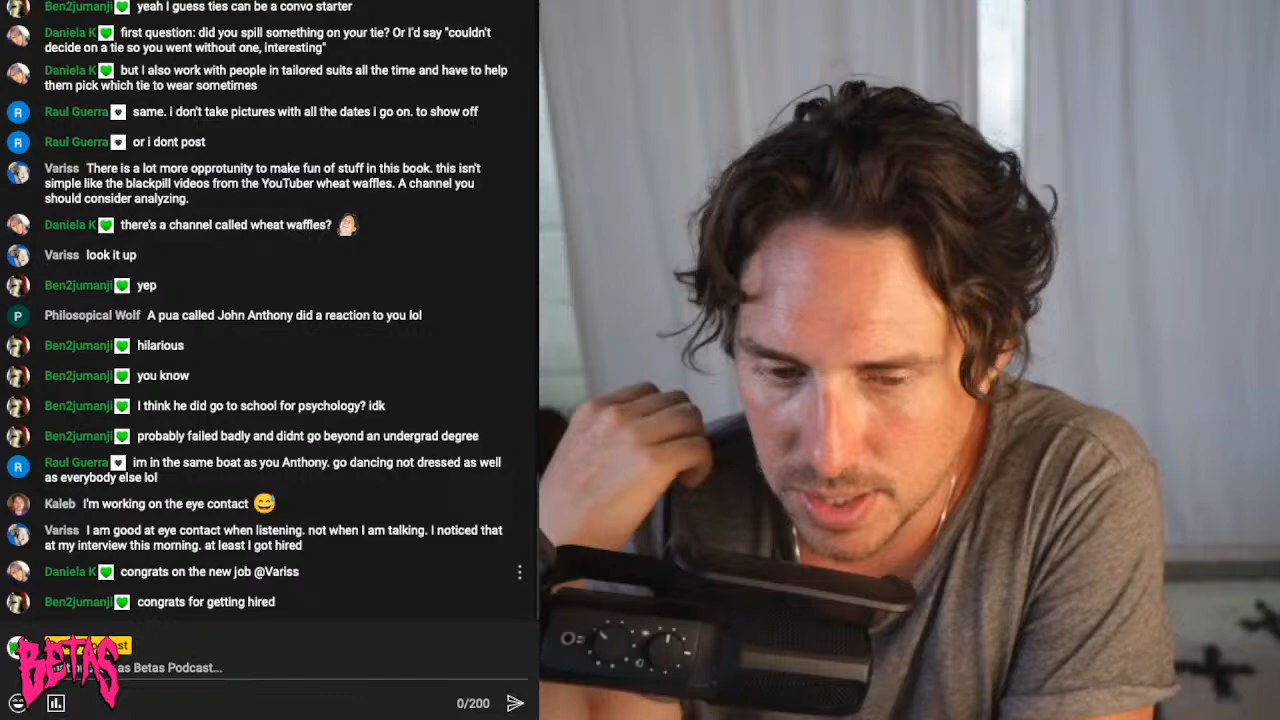 Ben2jumanji yeah I guess ties can be a convo starter
Daniela K first question: did you spill something on your tie? Or I'd say "couldn't
decide on a tie so you went without one, interesting"
Daniela K but I also work with people in tailored suits all the time and have to help
them pick which tie to wear sometimes
R Raul Guerra same. i don't take pictures with all the dates i go on. to show off
R Raul Guerra or i dont post
Variss There is a lot more opprotunity to make fun of stuff in this book. this isn't
simple like the blackpill videos from the YouTuber wheat waffles. A channel you
should consider analyzing.
Daniela K there's a channel called wheat waffles?
Variss look it up
Ben2jumanji yep
P Philosopical Wolf A pua called John Anthony did a reaction to you lol
Ben2jumanji hilarious
Ben2jumanji you know
Ben2jumanji I think he did go to school for psychology? idk
Ben2jumanji probably failed badly and didnt go beyond an undergrad degree
R Raul Guerra im in the same boat as you Anthony. go dancing not dressed as well
as everybody else lol
Kaleb I'm working on the eye contact 😅
Variss I am good at eye contact when listening. not when I am talking. I noticed that
at my interview this morning. at least I got hired
Daniela K congrats on the new job @Variss
Ben2jumanji congrats for getting hired
BETAS
as Betas Podcast...
0/200